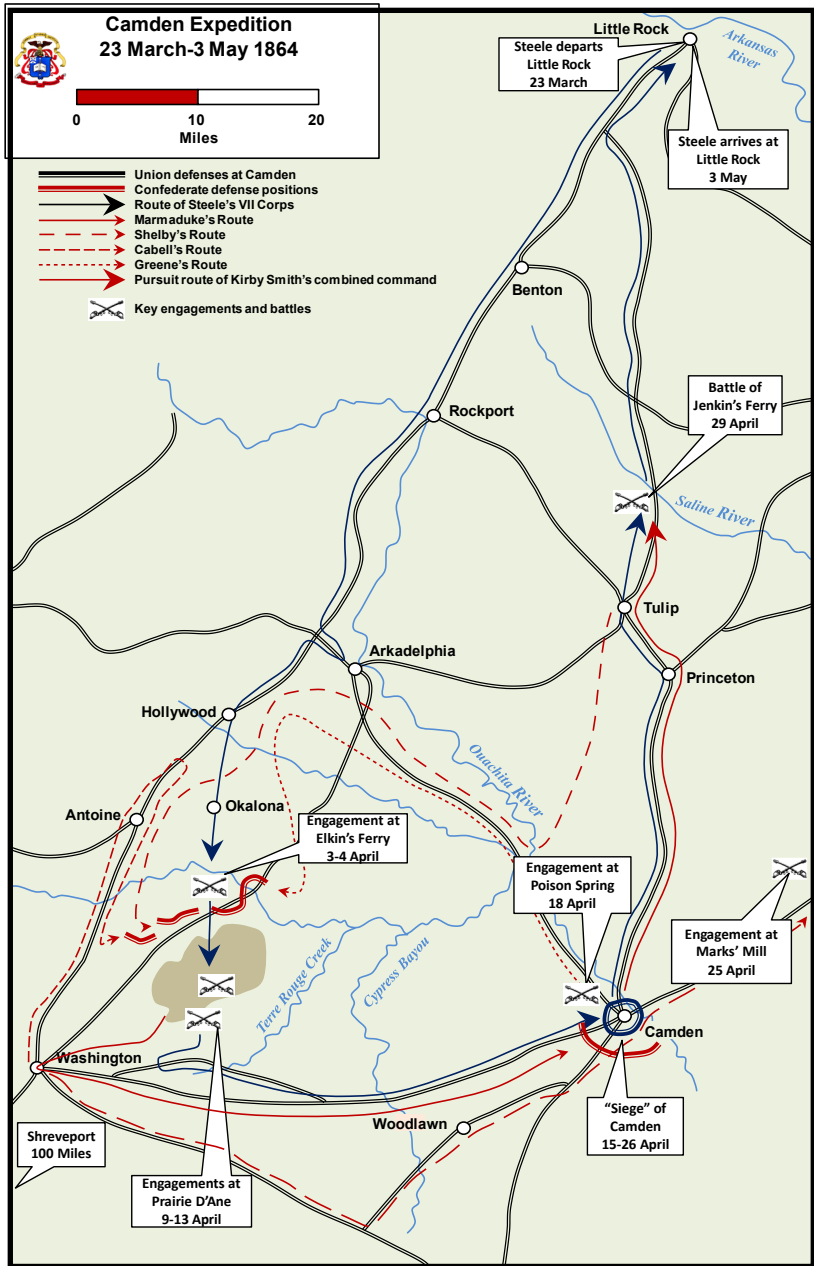 Camden Expedition
23 March-3 May 1864
0
10
20
Miles
Union defenses at Camden
Confederate defense positions
Route of Steele's VII Corps
Marmaduke's Route
Shelby's Route
Cabell's Route
Greene's Route
Pursuit route of Kirby Smith's combined command
Key engagements and battles
Little Rock
Steele departs
Little Rock
23 March
Arkansas
River
Steele arrives at
Little Rock
3 May
Benton
Rockport
Battle of
Jenkin's Ferry
29 April
Saline River
Tulip
Arkadelphia
Princeton
Hollywood
Ouachita River
Antoine
Okalona
Engagement at
Elkin's Ferry
3-4 April
Engagement at
Poison Spring
18 April
Engagement at
Marks' Mill
25 April
Terre Rouge Creek
Cypress Bayou
Camden
Washington
Woodlawn
"Siege" of
Camden
15-26 April
Shreveport
100 Miles
Engagements at
Prairie D'Ane
9-13 April